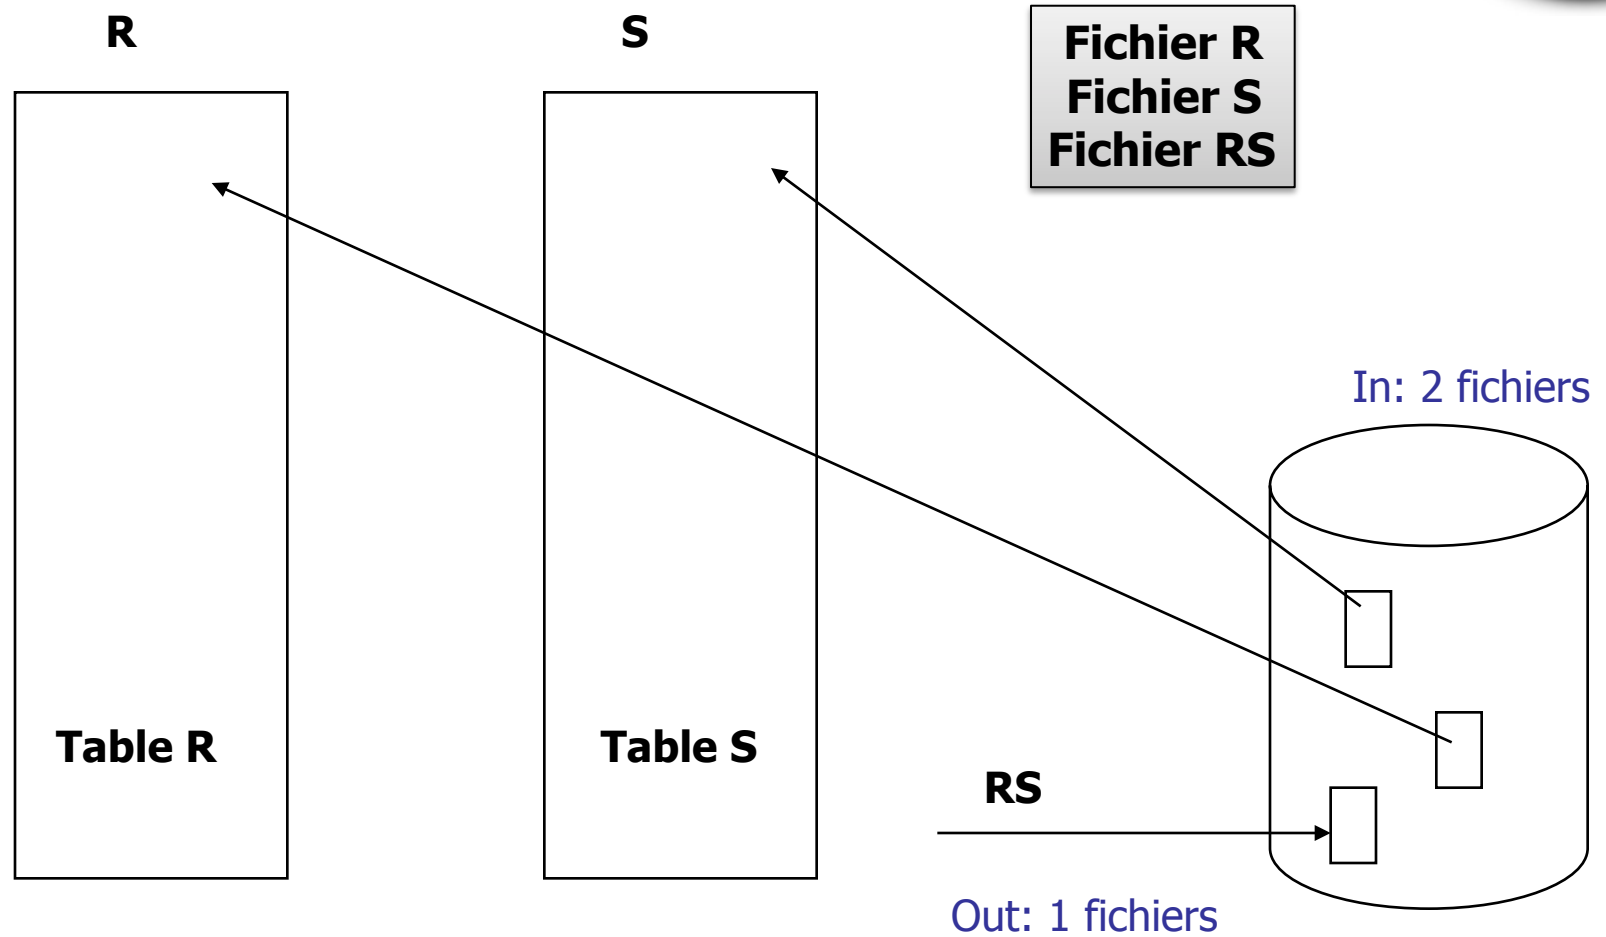 R
S
Fichier R
Fichier S
Fichier RS
In: 2 fichiers
Table R
Table S
RS
Out: 1 fichiers